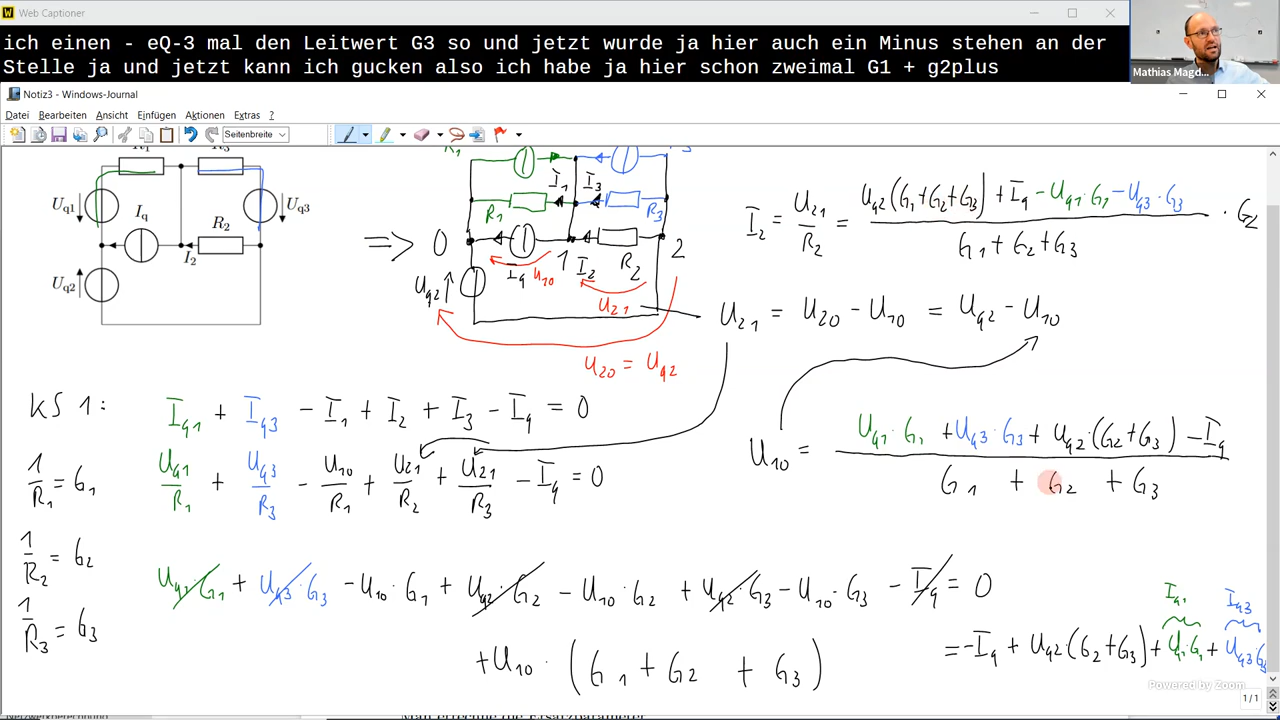 Web Captioner
ich einen - eQ-3 mal den Leitwert G3 so und jetzt wurde ja hier auch ein Minus stehen an der
Stelle ja und jetzt kann ich gucken also ich habe ja hier schon zweimal G1 + g2plus
Mathias Magd...
Notiz3 - Windows-Journal
Datei Bearbeiten Ansicht Einfügen Aktionen Extras ?
Seitenbreite
R1 R3
Uq1 Iq Uq3
R2
I2
Uq2
=>
R1
I1 I3
R1 R3
0 1 2
Iq U10 I2 R2
Uq2 U21
U20 = Uq2
I2 = U21/R2 = (Uq2(G1+G2+G3) + Iq - Uq1·G1 - Uq3·G3)/(G1 + G2 + G3) · G2
U21 = U20 - U10 = Uq2 - U10
U10 = (Uq1·G1 + Uq3·G3 + Uq2·(G2+G3) - Iq)/(G1 + G2 + G3)
KS 1: Iq1 + Iq3 - I1 + I2 + I3 - Iq = 0
1/R1 = G1 Uq1/R1 + Uq3/R3 - U10/R1 + U21/R2 + U21/R3 - Iq = 0
1/R2 = G2
Uq1·G1 + Uq3·G3 - U10·G1 + Uq2·G2 - U10·G2 + Uq2·G3 - U10·G3 - Iq = 0
1/R3 = G3
Iq1 Iq3
+U10·(G1 + G2 + G3) = -Iq + Uq2·(G2+G3) + Uq1·G1 + Uq3·G3
Powered by Zoom
1 / 1